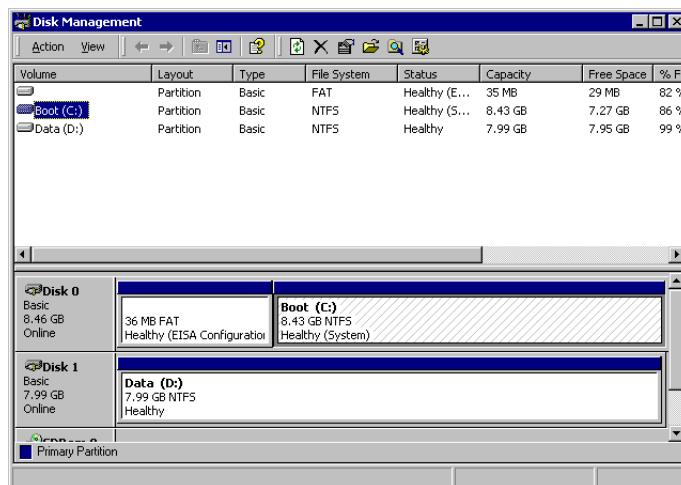 Disk Management
Action View
Volume Layout Type File System Status Capacity Free Space % F
Partition Basic FAT Healthy (E... 35 MB 29 MB 82 %
Boot (C:) Partition Basic NTFS Healthy (S... 8.43 GB 7.27 GB 86 %
Data (D:) Partition Basic NTFS Healthy 7.99 GB 7.95 GB 99 %
Disk 0
Basic
8.46 GB
Online
36 MB FAT
Healthy (EISA Configuration
Boot (C:)
8.43 GB NTFS
Healthy (System)
Disk 1
Basic
7.99 GB
Online
Data (D:)
7.99 GB NTFS
Healthy
CDRom 0
Primary Partition